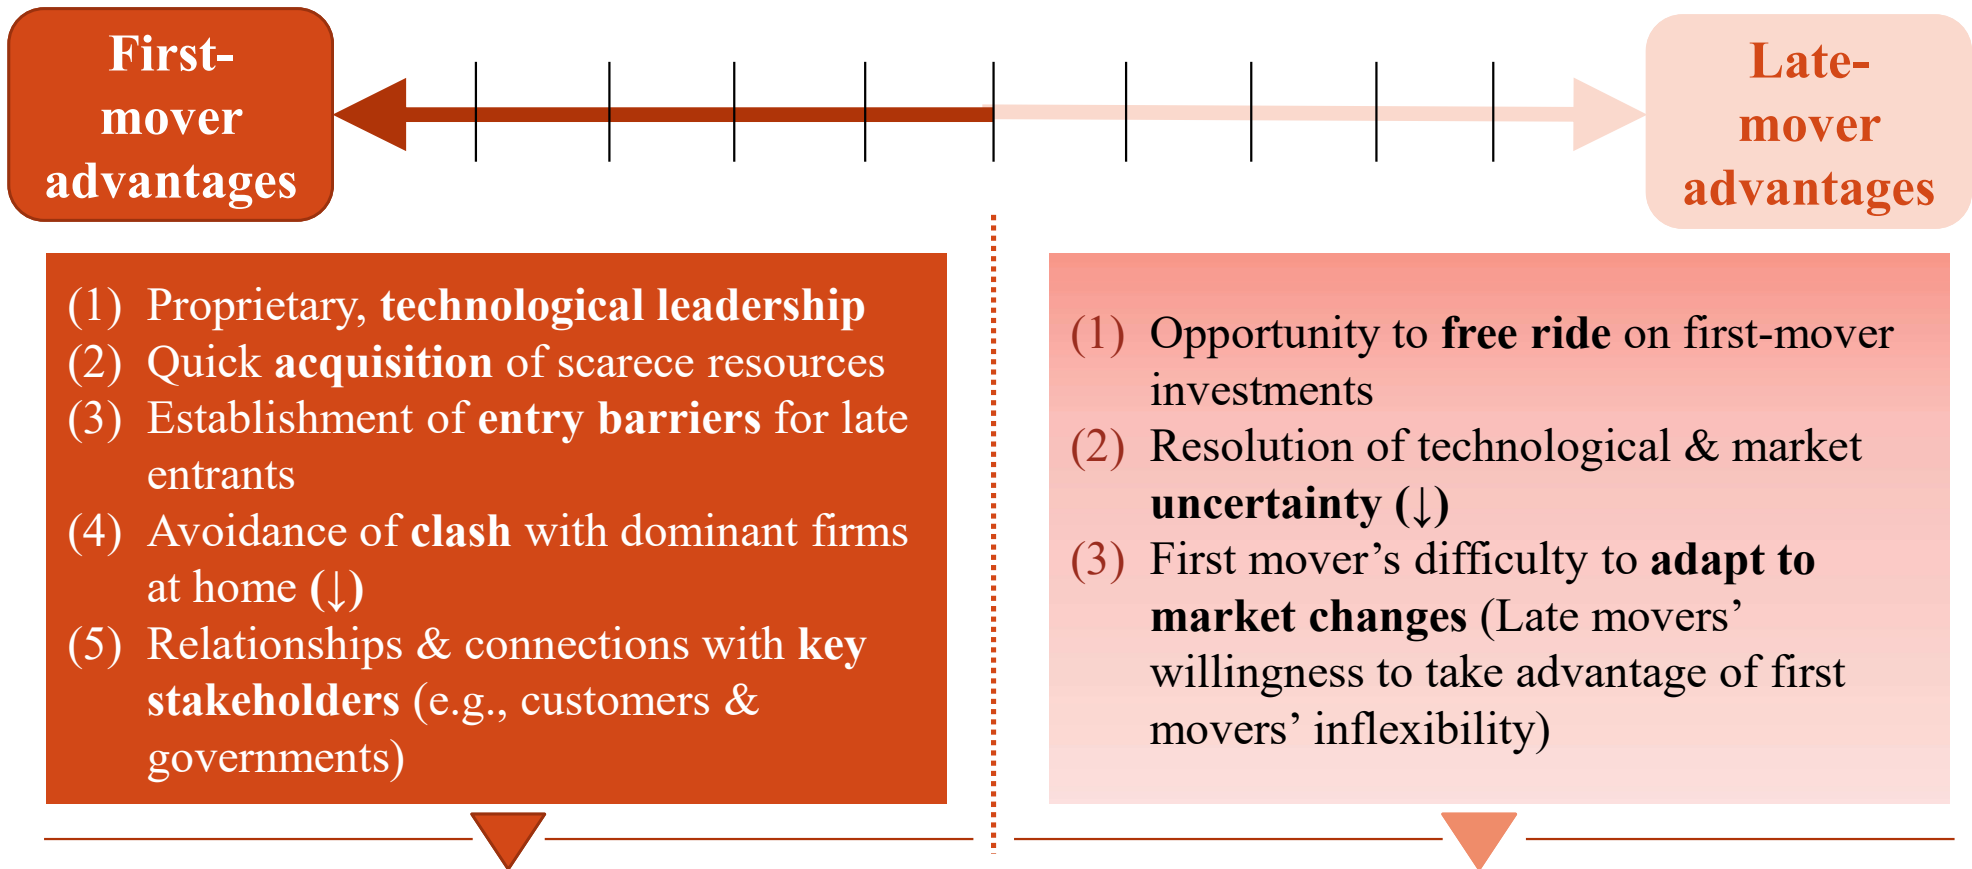 First-
mover
advantages
Late-
mover
advantages
(1) Proprietary, technological leadership
(2) Quick acquisition of scarece resources
(3) Establishment of entry barriers for late
entrants
(4) Avoidance of clash with dominant firms
at home (↓)
(5) Relationships & connections with key
stakeholders (e.g., customers &
governments)
(1) Opportunity to free ride on first-mover
investments
(2) Resolution of technological & market
uncertainty (↓)
(3) First mover’s difficulty to adapt to
market changes (Late movers’
willingness to take advantage of first
movers’ inflexibility)